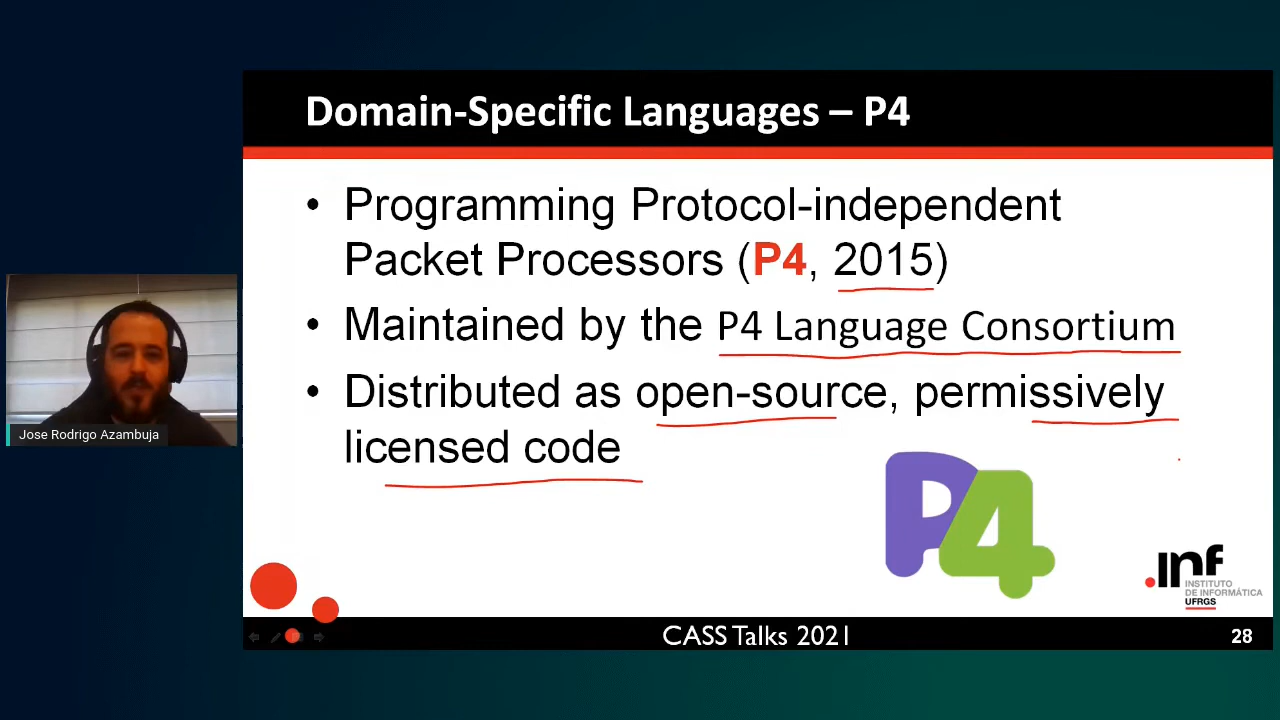 Domain-Specific Languages – P4
• Programming Protocol-independent
Packet Processors (P4, 2015)
• Maintained by the P4 Language Consortium
• Distributed as open-source, permissively
licensed code
P4
.inf
INSTITUTO
DE INFORMÁTICA
UFRGS
Jose Rodrigo Azambuja
CASS Talks 2021
28